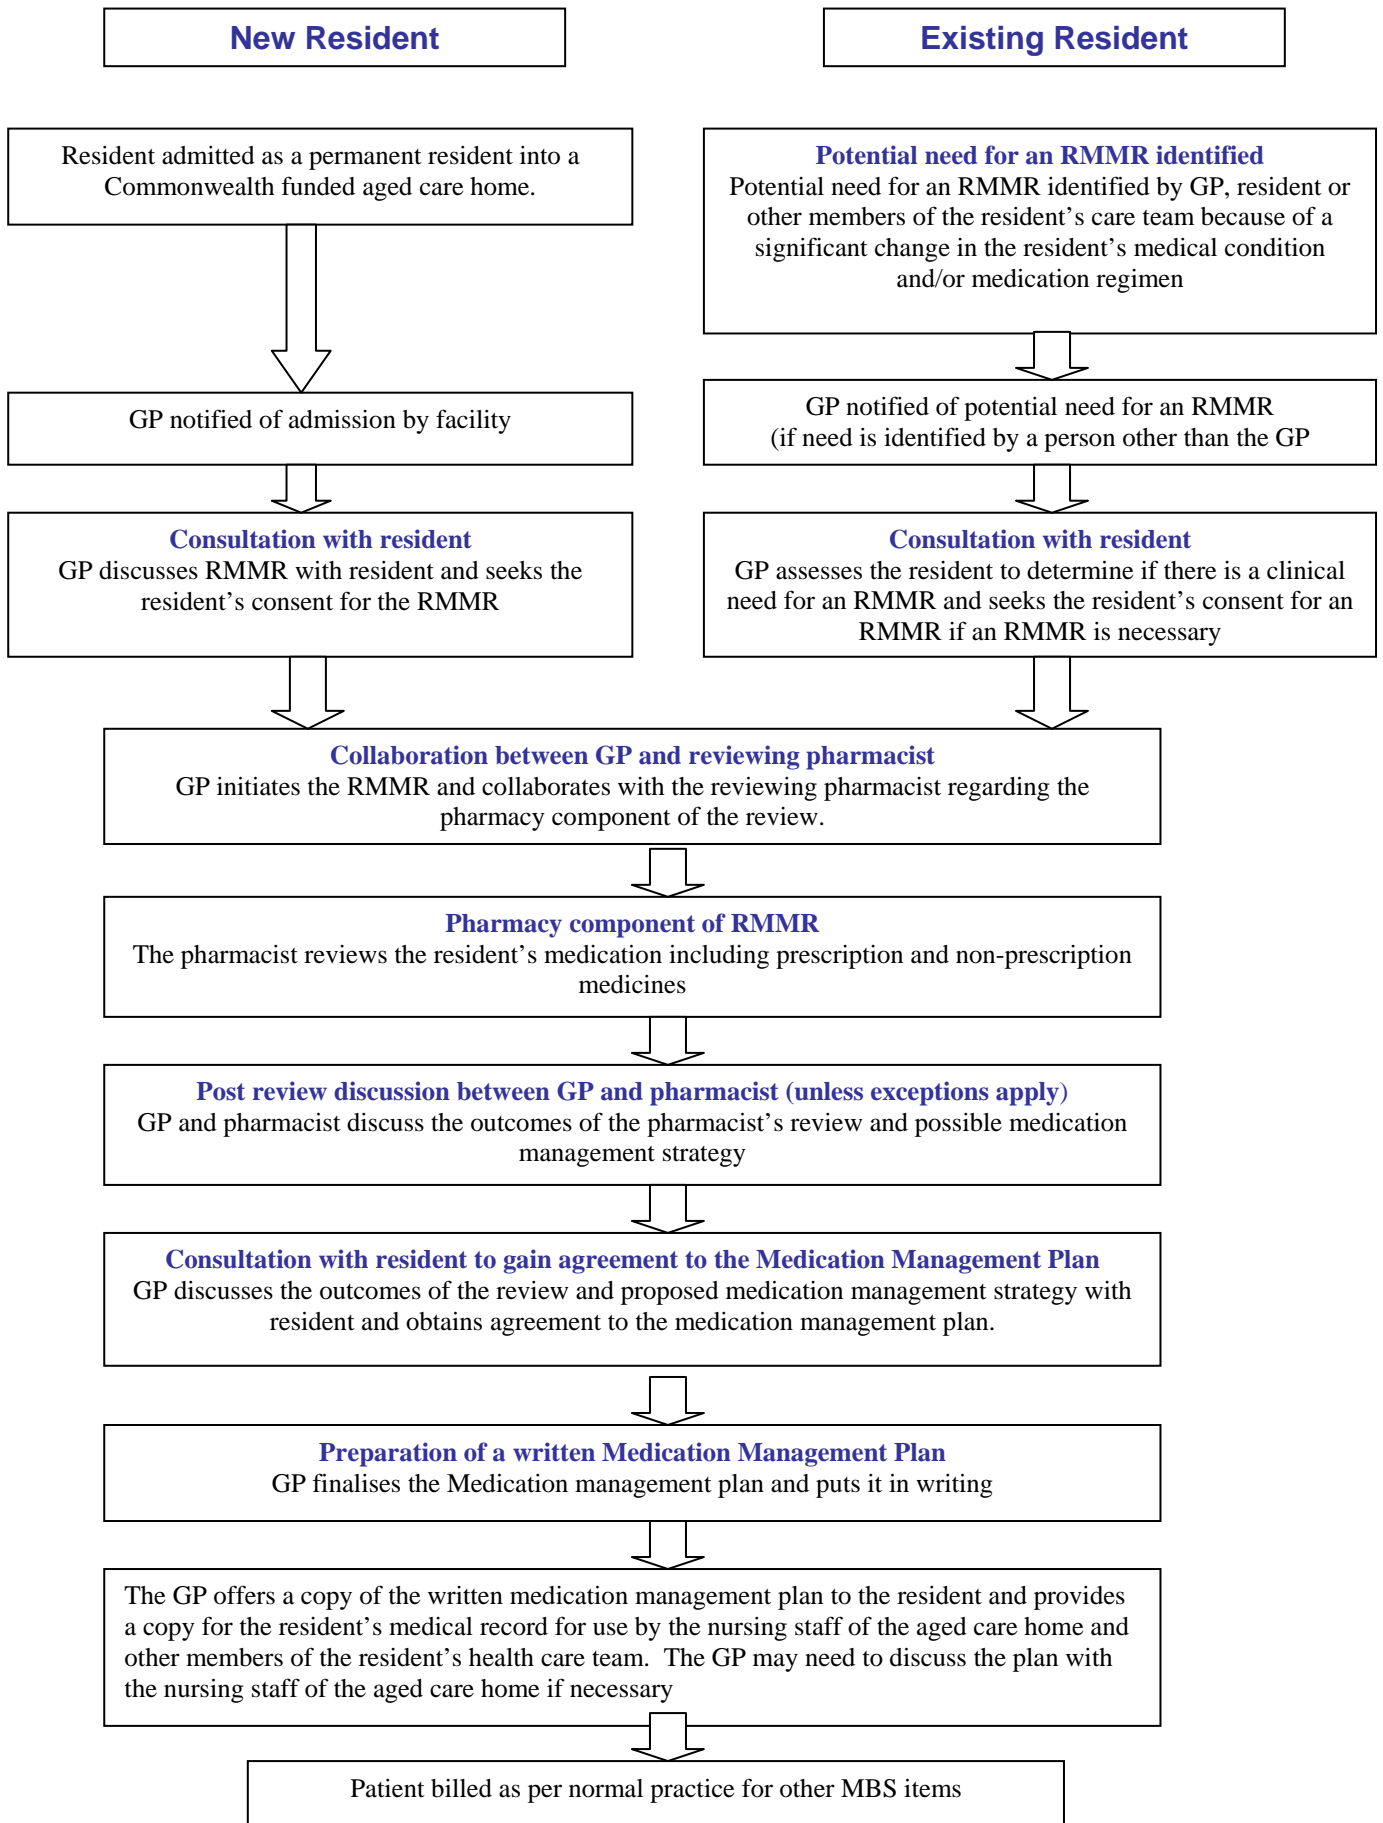 New Resident
Existing Resident
Resident admitted as a permanent resident into a
Commonwealth funded aged care home.
Potential need for an RMMR identified
Potential need for an RMMR identified by GP, resident or
other members of the resident’s care team because of a
significant change in the resident’s medical condition
and/or medication regimen
GP notified of admission by facility
GP notified of potential need for an RMMR
(if need is identified by a person other than the GP
Consultation with resident
GP discusses RMMR with resident and seeks the
resident’s consent for the RMMR
Consultation with resident
GP assesses the resident to determine if there is a clinical
need for an RMMR and seeks the resident’s consent for an
RMMR if an RMMR is necessary
Collaboration between GP and reviewing pharmacist
GP initiates the RMMR and collaborates with the reviewing pharmacist regarding the
pharmacy component of the review.
Pharmacy component of RMMR
The pharmacist reviews the resident’s medication including prescription and non-prescription
medicines
Post review discussion between GP and pharmacist (unless exceptions apply)
GP and pharmacist discuss the outcomes of the pharmacist’s review and possible medication
management strategy
Consultation with resident to gain agreement to the Medication Management Plan
GP discusses the outcomes of the review and proposed medication management strategy with
resident and obtains agreement to the medication management plan.
Preparation of a written Medication Management Plan
GP finalises the Medication management plan and puts it in writing
The GP offers a copy of the written medication management plan to the resident and provides
a copy for the resident’s medical record for use by the nursing staff of the aged care home and
other members of the resident’s health care team.  The GP may need to discuss the plan with
the nursing staff of the aged care home if necessary
Patient billed as per normal practice for other MBS items